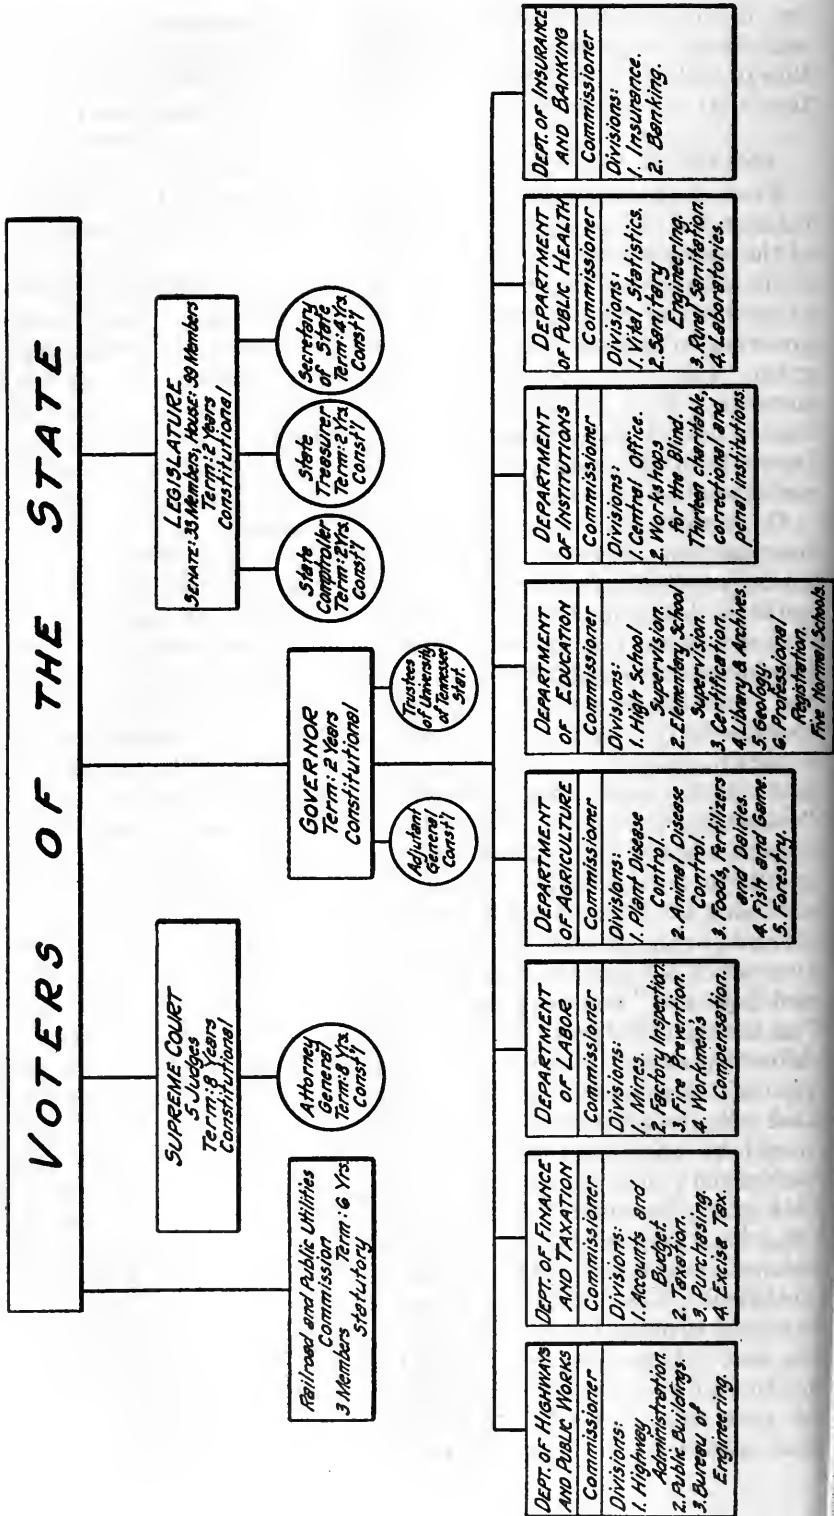 VOTERS OF THE STATE
Railroad and Public Utilities
Commission
3 Members Term: 6 Yrs.
Statutory
SUPREME COURT
5 Judges
Term: 8 Years
Constitutional
Attorney
General
Term: 8 Yrs.
Const'l
GOVERNOR
Term: 2 Years
Constitutional
Adjutant
General
Const'l
Trustees
of University
of Tennessee
Stat.
LEGISLATURE
SENATE: 33 Members, House: 99 Members
Term: 2 Years
Constitutional
State
Comptroller
Term: 2 Yrs.
Const'l
State
Treasurer
Term: 2 Yrs.
Const'l
Secretary
of State
Term: 4 Yrs.
Const'l
DEPT. OF HIGHWAYS
AND PUBLIC WORKS
Commissioner
Divisions:
1. Highway
Administration.
2. Public Buildings.
3. Bureau of
Engineering.
DEPT. OF FINANCE
AND TAXATION
Commissioner
Divisions:
1. Accounts and
Budget.
2. Taxation.
3. Purchasing.
4. Excise Tax.
DEPARTMENT
OF LABOR
Commissioner
Divisions:
1. Mines.
2. Factory Inspection.
3. Fire Prevention.
4. Workmen's
Compensation.
DEPARTMENT
OF AGRICULTURE
Commissioner
Divisions:
1. Plant Disease
Control.
2. Animal Disease
Control.
3. Foods, Fertilizers
and Dairies.
4. Fish and Game.
5. Forestry.
DEPARTMENT
OF EDUCATION
Commissioner
Divisions:
1. High School
Supervision.
2. Elementary School
Supervision.
3. Certification.
4. Library & Archives.
5. Geology.
6. Professional
Registration.
Five Normal Schools.
DEPARTMENT
OF INSTITUTIONS
Commissioner
Divisions:
1. Central Office.
2. Workshops
for the Blind.
Thirteen charitable,
correctional and
penal institutions.
DEPARTMENT
OF PUBLIC HEALTH
Commissioner
Divisions:
1. Vital Statistics.
2. Sanitary
Engineering.
3. Rural Sanitation.
4. Laboratories.
DEPT. OF INSURANCE
AND BANKING
Commissioner
Divisions:
1. Insurance.
2. Banking.